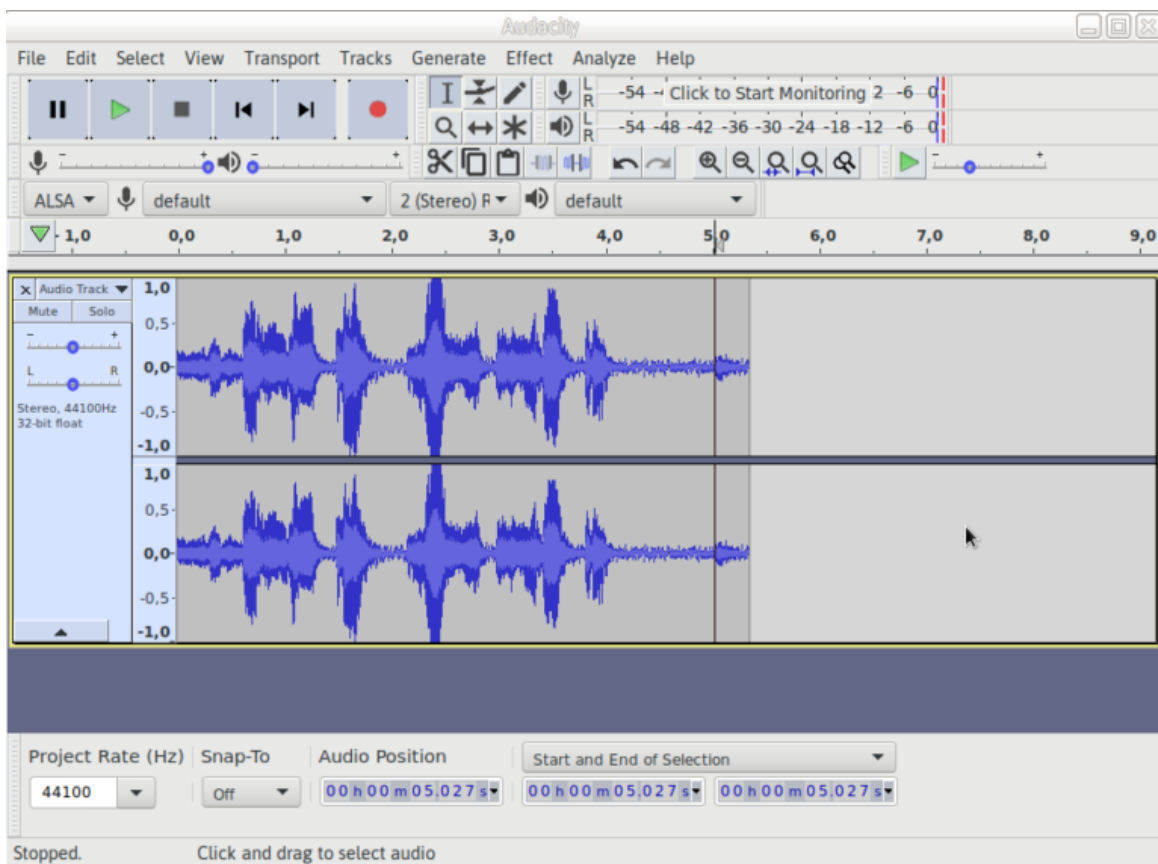 Audacity
File Edit Select View Transport Tracks Generate Effect Analyze Help
L
R
-54 -4 Click to Start Monitoring 2 -6 0
L
R
-54 -48 -42 -36 -30 -24 -18 -12 -6 0
- + - + - +
ALSA default 2 (Stereo) R default
- 1,0 0,0 1,0 2,0 3,0 4,0 5,0 6,0 7,0 8,0 9,0
x Audio Track 1,0
Mute Solo
- + 0,5-
L R 0,0-
Stereo, 44100Hz
32-bit float
-0,5-
-1,0
1,0
0,5-
0,0-
-0,5-
-1,0
Project Rate (Hz) Snap-To Audio Position Start and End of Selection
44100 Off 00 h 00 m 05.027 s 00 h 00 m 05.027 s 00 h 00 m 05.027 s
Stopped. Click and drag to select audio